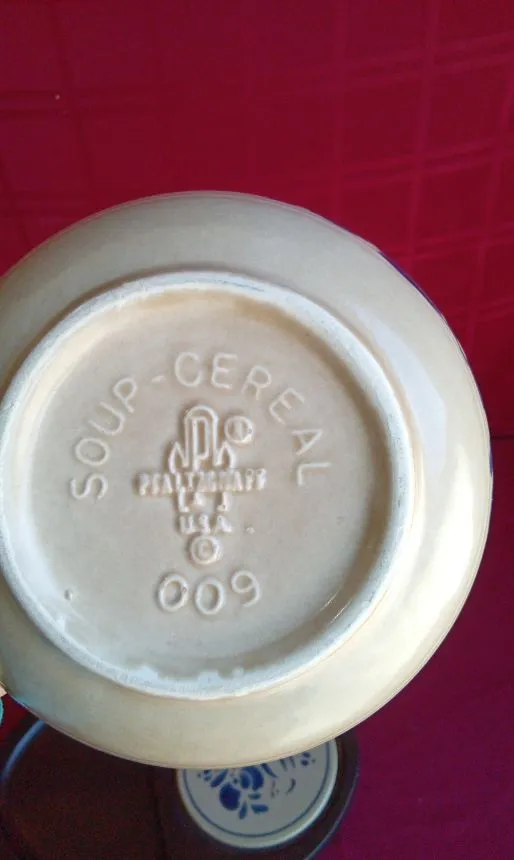 SOUP-CEREAL
P ®
PFALTZGRAFF
U.S.A.
©
009